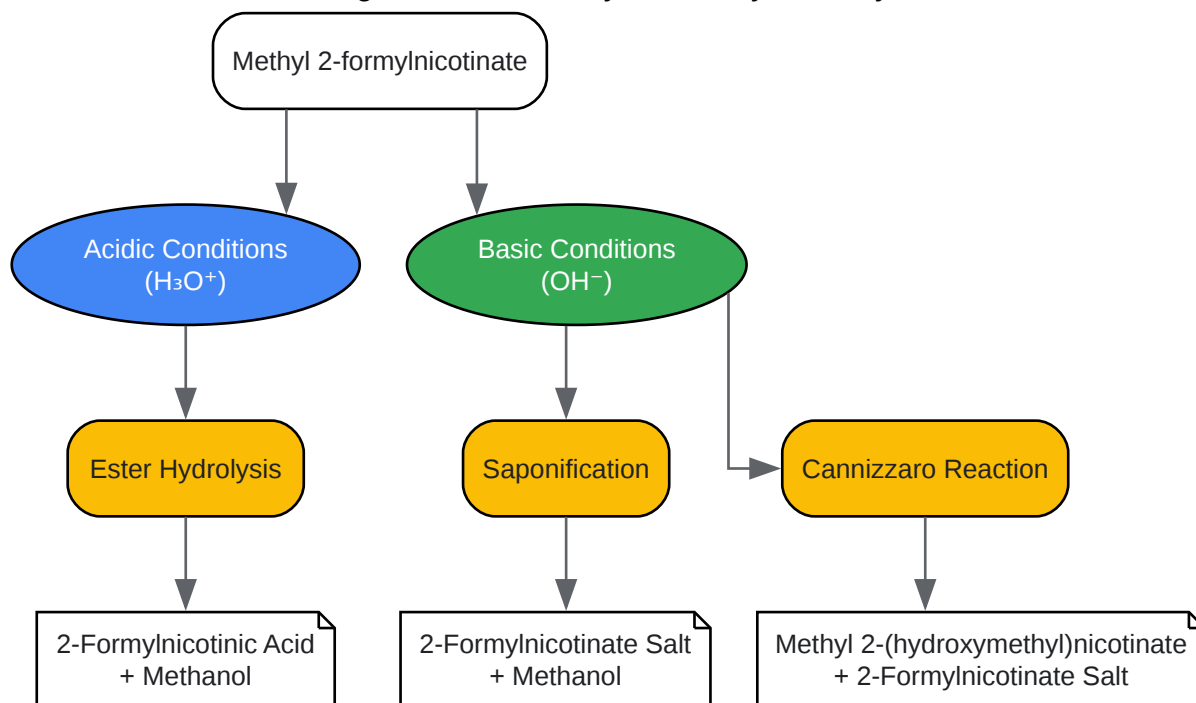 Methyl 2-formylnicotinate
Acidic Conditions
(H₃O⁺)
Basic Conditions
(OH⁻)
Ester Hydrolysis
Saponification
Cannizzaro Reaction
2-Formylnicotinic Acid
+ Methanol
2-Formylnicotinate Salt
+ Methanol
Methyl 2-(hydroxymethyl)nicotinate
+ 2-Formylnicotinate Salt